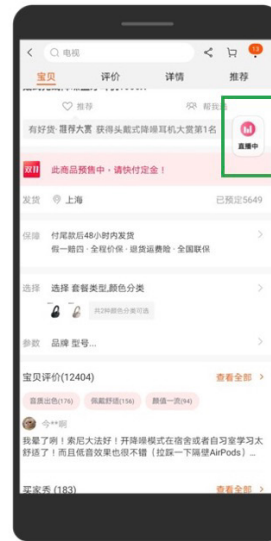 电视
13
宝贝 评价 详情 推荐
推荐
有好货·推荐大赏 获得头戴式降噪耳机大赏第1名
直播中
双11 此商品预售中，请快付定金！
发货 上海 已预定5649
保障 付尾款后48小时内发货
假一赔四·全程价保·退货运费险·全国联保
选择 选择 套餐类型,颜色分类
共2种颜色分类可选
参数 品牌 型号...
宝贝评价(12404) 查看全部
音质出色(176) 佩戴舒适(156) 颜值一流(94)
今**啊
我晕了啊！索尼大法好！开降噪模式在宿舍或者自习室学习太
舒适了！而且低音效果也很不错（拉踩一下隔壁AirPods）...
买家秀 (183) 查看全部